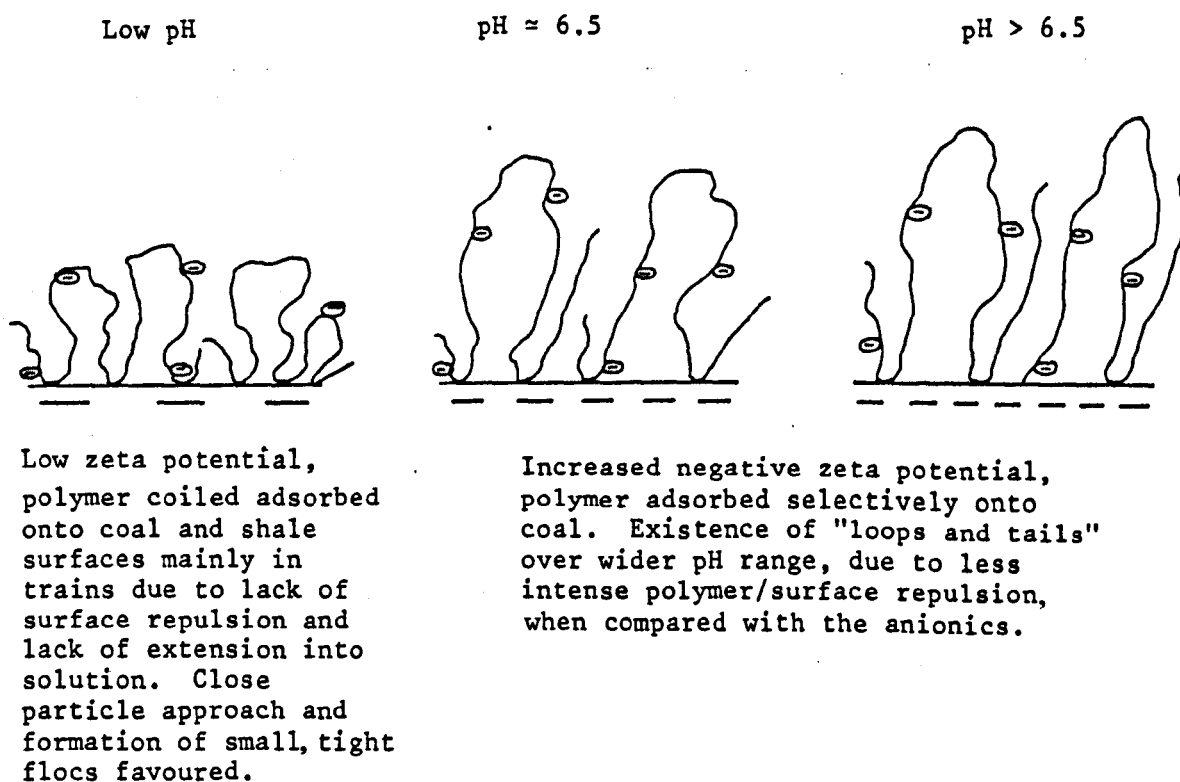 Low pH
pH ≃ 6.5
pH > 6.5
Low zeta potential,
polymer coiled adsorbed
onto coal and shale
surfaces mainly in
trains due to lack of
surface repulsion and
lack of extension into
solution. Close
particle approach and
formation of small, tight
flocs favoured.
Increased negative zeta potential,
polymer adsorbed selectively onto
coal. Existence of "loops and tails"
over wider pH range, due to less
intense polymer/surface repulsion,
when compared with the anionics.